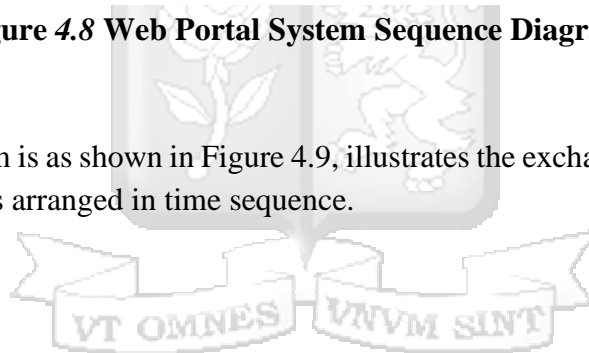 gure 4.8 Web Portal System Sequence Diagr
n is as shown in Figure 4.9, illustrates the excha
s arranged in time sequence.
VT OMNES VNVM SINT